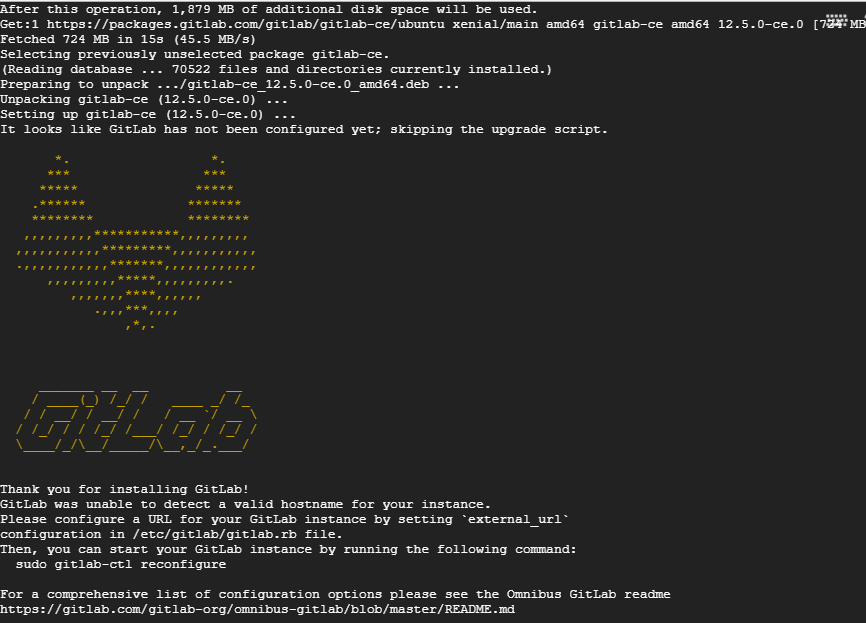 After this operation, 1,879 MB of additional disk space will be used.
Get:1 https://packages.gitlab.com/gitlab/gitlab-ce/ubuntu xenial/main amd64 gitlab-ce amd64 12.5.0-ce.0 [724 MB
Fetched 724 MB in 15s (45.5 MB/s)
Selecting previously unselected package gitlab-ce.
(Reading database ... 70522 files and directories currently installed.)
Preparing to unpack .../gitlab-ce_12.5.0-ce.0_amd64.deb ...
Unpacking gitlab-ce (12.5.0-ce.0) ...
Setting up gitlab-ce (12.5.0-ce.0) ...
It looks like GitLab has not been configured yet; skipping the upgrade script.
GitLab
Thank you for installing GitLab!
GitLab was unable to detect a valid hostname for your instance.
Please configure a URL for your GitLab instance by setting `external_url`
configuration in /etc/gitlab/gitlab.rb file.
Then, you can start your GitLab instance by running the following command:
sudo gitlab-ctl reconfigure
For a comprehensive list of configuration options please see the Omnibus GitLab readme
https://gitlab.com/gitlab-org/omnibus-gitlab/blob/master/README.md